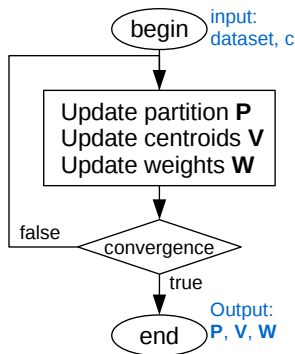 begin
input:
dataset, c
Update partition P
Update centroids V
Update weights W
false
convergence
true
Output:
P, V, W
end